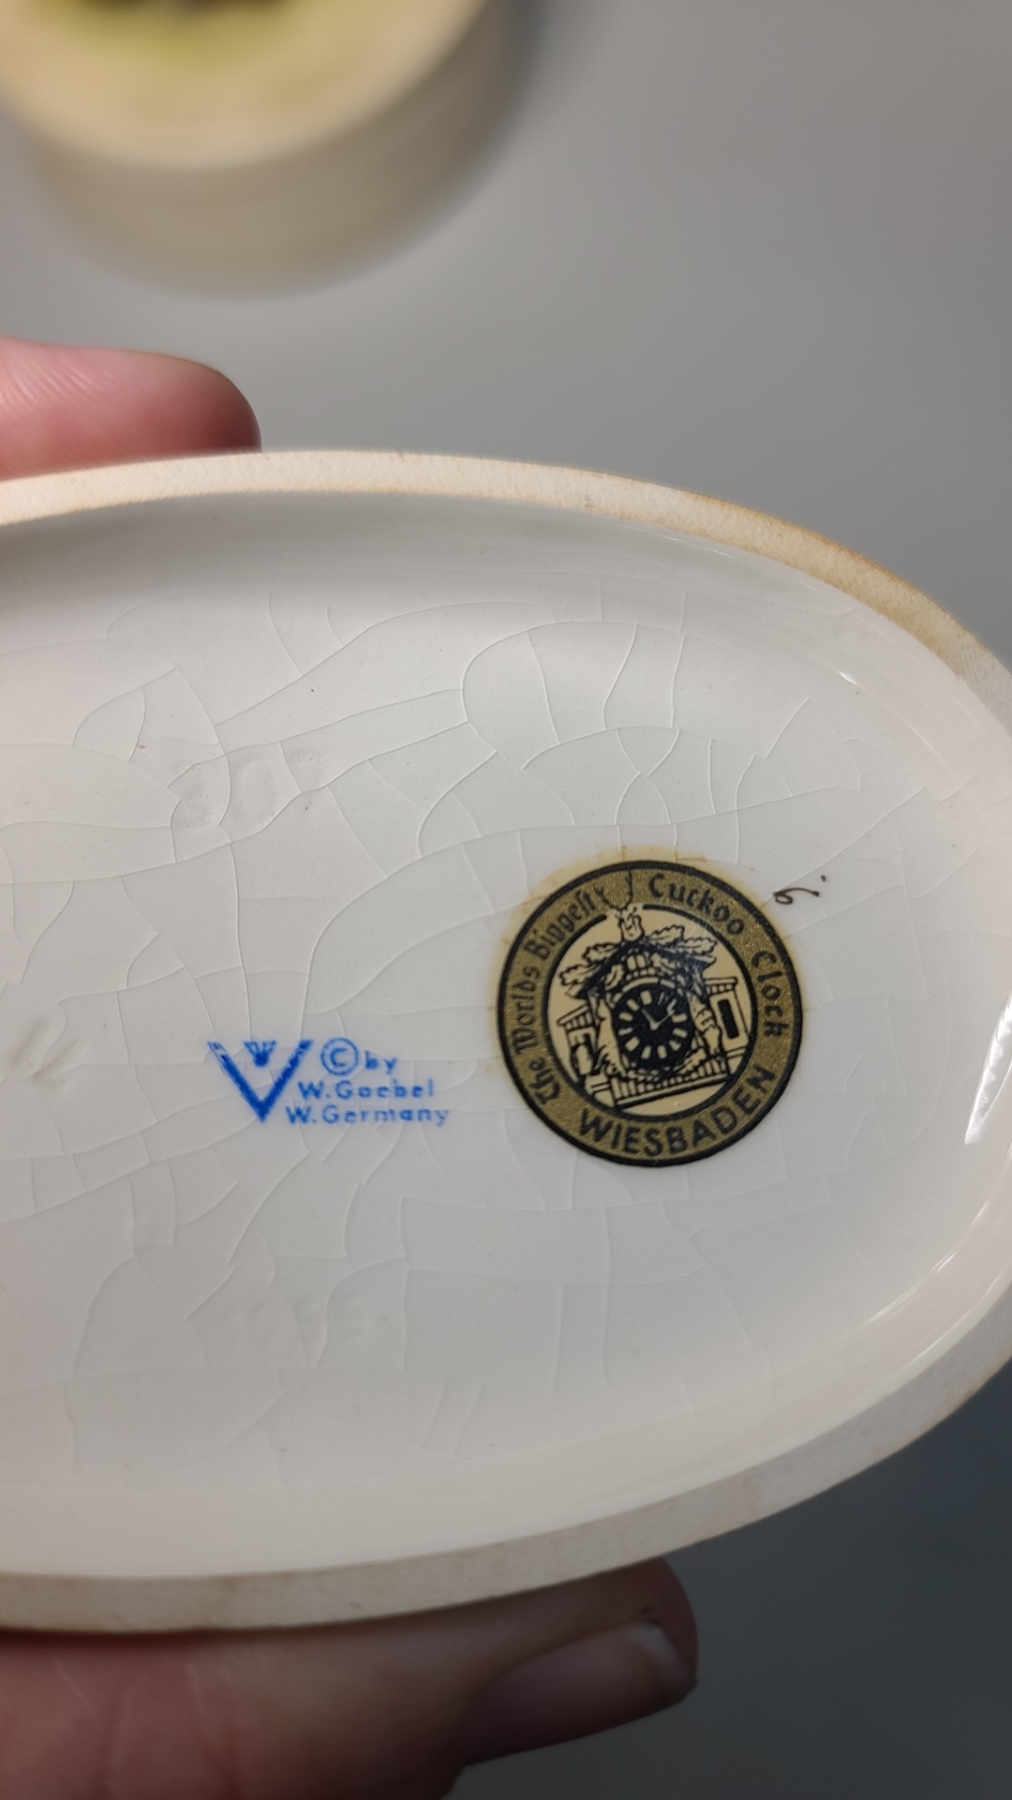 © by
W. Goebel
W. Germany
The Worlds Biggest Cuckoo Clock
WIESBADEN
6